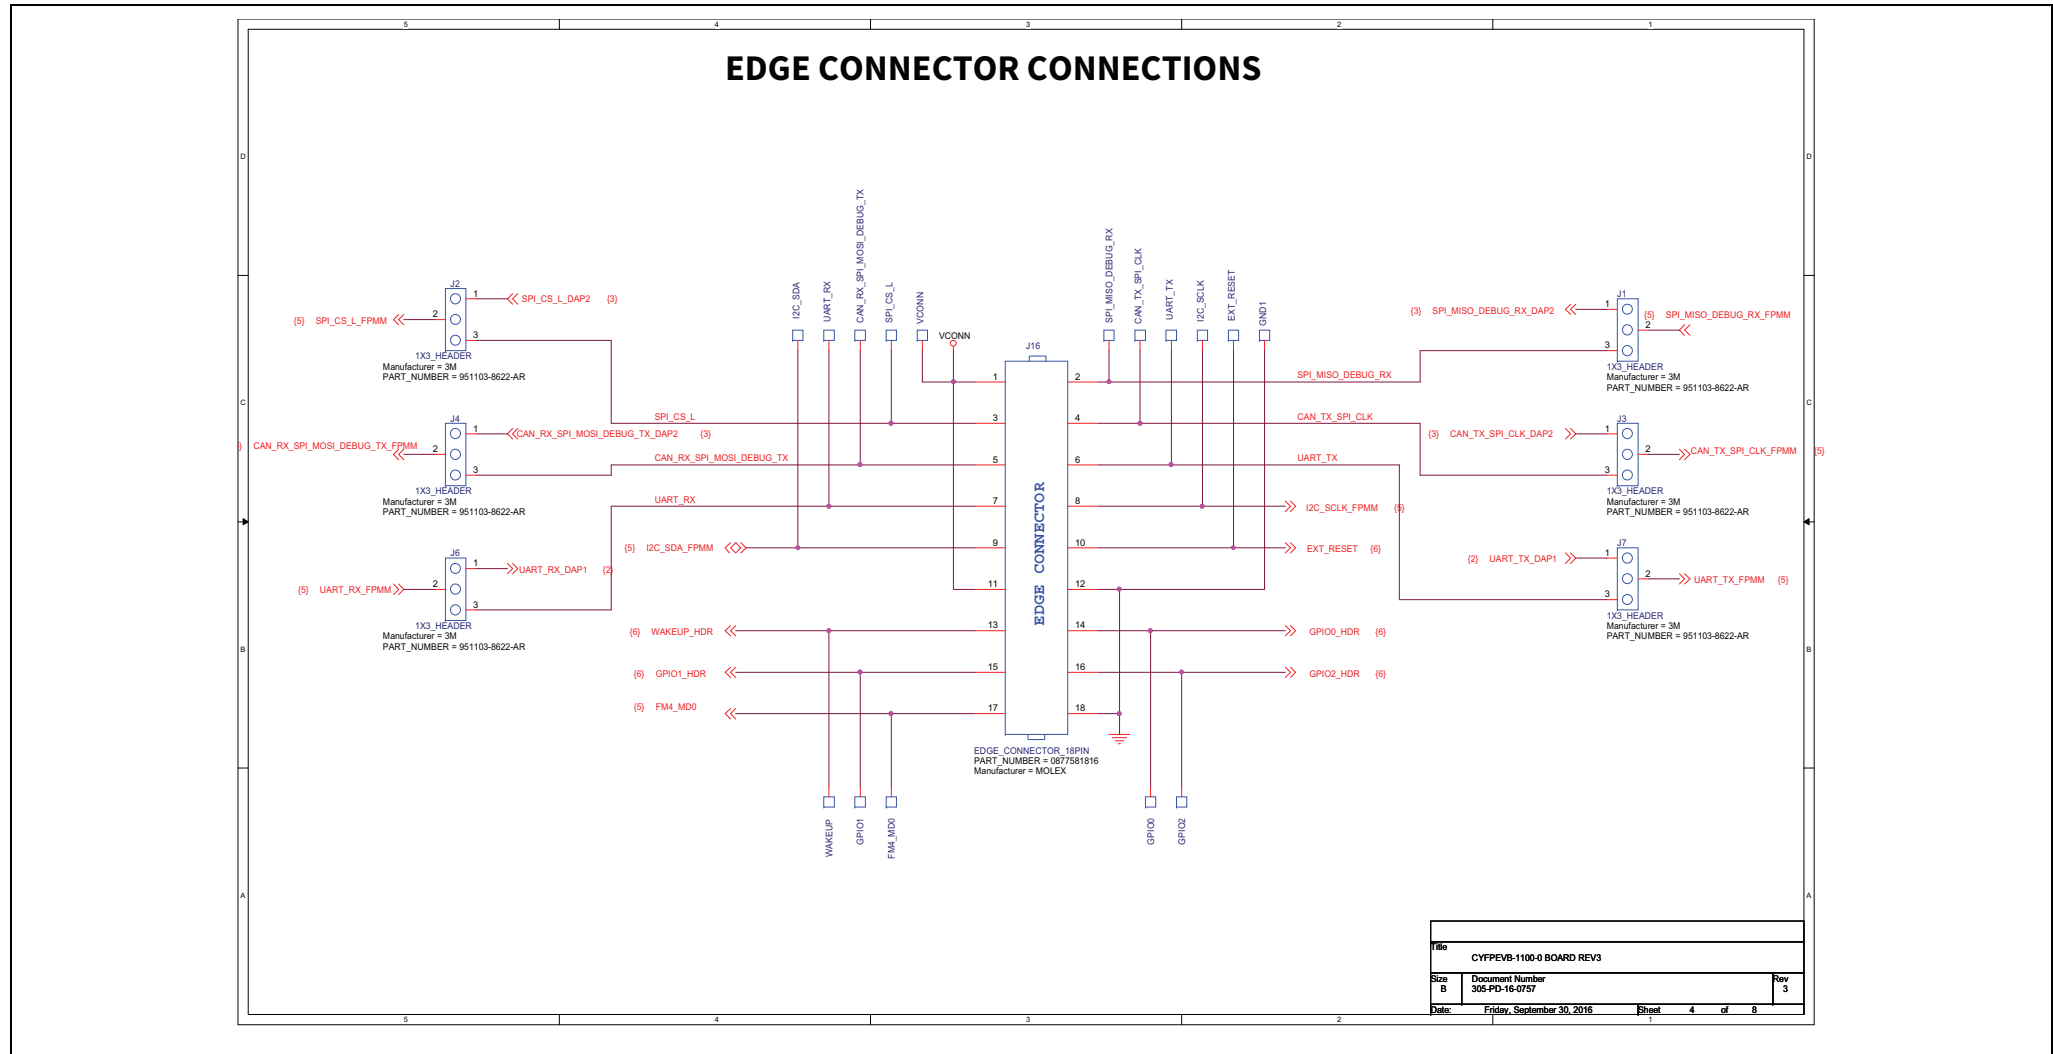 5 4 3 2 1
EDGE CONNECTOR CONNECTIONS
D D
C C
B B
A A
J2
1 SPI_CS_L_DAP2 {3}
{5} SPI_CS_L_FPMM 2
3
1X3_HEADER
Manufacturer = 3M
PART_NUMBER = 951103-8622-AR
J4
1 CAN_RX_SPI_MOSI_DEBUG_TX_DAP2 {3}
} CAN_RX_SPI_MOSI_DEBUG_TX_FPMM 2
3
1X3_HEADER
Manufacturer = 3M
PART_NUMBER = 951103-8622-AR
J6
1 UART_RX_DAP1 {2}
{5} UART_RX_FPMM 2
3
1X3_HEADER
Manufacturer = 3M
PART_NUMBER = 951103-8622-AR
I2C_SDA
UART_RX
CAN_RX_SPI_MOSI_DEBUG_TX
SPI_CS_L
VCONN
VCONN
SPI_MISO_DEBUG_RX
CAN_TX_SPI_CLK
UART_TX
I2C_SCLK
EXT_RESET
GND1
J16
EDGE CONNECTOR
1 2 SPI_MISO_DEBUG_RX
SPI_CS_L 3 4 CAN_TX_SPI_CLK
CAN_RX_SPI_MOSI_DEBUG_TX 5 6 UART_TX
UART_RX 7 8 I2C_SCLK_FPMM {5}
{5} I2C_SDA_FPMM 9 10 EXT_RESET {6}
11 12
{6} WAKEUP_HDR 13 14 GPIO0_HDR {6}
{6} GPIO1_HDR 15 16 GPIO2_HDR {6}
{5} FM4_MD0 17 18
EDGE_CONNECTOR_18PIN
PART_NUMBER = 0877581816
Manufacturer = MOLEX
WAKEUP
GPIO1
FM4_MD0
GPIO0
GPIO2
J1
{3} SPI_MISO_DEBUG_RX_DAP2 1
2 {5} SPI_MISO_DEBUG_RX_FPMM
3
1X3_HEADER
Manufacturer = 3M
PART_NUMBER = 951103-8622-AR
J3
{3} CAN_TX_SPI_CLK_DAP2 1
2 CAN_TX_SPI_CLK_FPMM {5}
3
1X3_HEADER
Manufacturer = 3M
PART_NUMBER = 951103-8622-AR
J7
{2} UART_TX_DAP1 1
2 UART_TX_FPMM {5}
3
1X3_HEADER
Manufacturer = 3M
PART_NUMBER = 951103-8622-AR
Title
CYFPEVB-1100-0 BOARD REV3
Size Document Number Rev
B 305-PD-16-0757 3
Date: Friday, September 30, 2016 Sheet 4 of 8
5 4 3 2 1